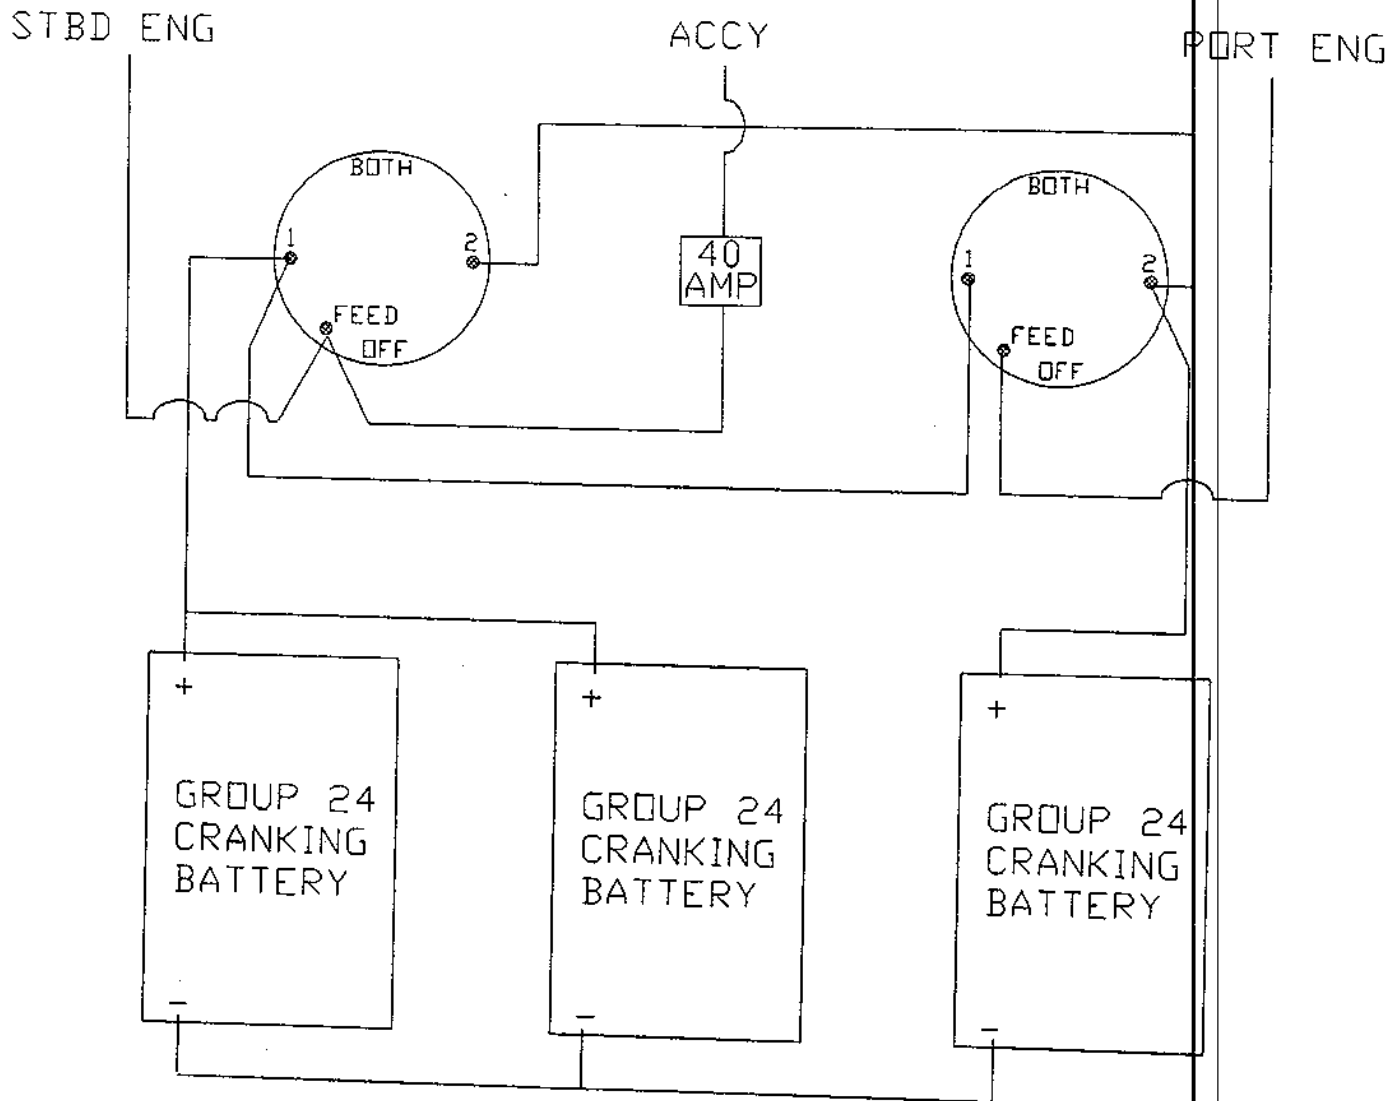 STBD ENG
ACCY
PORT ENG
BOTH
1
2
FEED
OFF
40
AMP
BOTH
1
2
FEED
OFF
+
GROUP 24
CRANKING
BATTERY
−
+
GROUP 24
CRANKING
BATTERY
−
+
GROUP 24
CRANKING
BATTERY
−